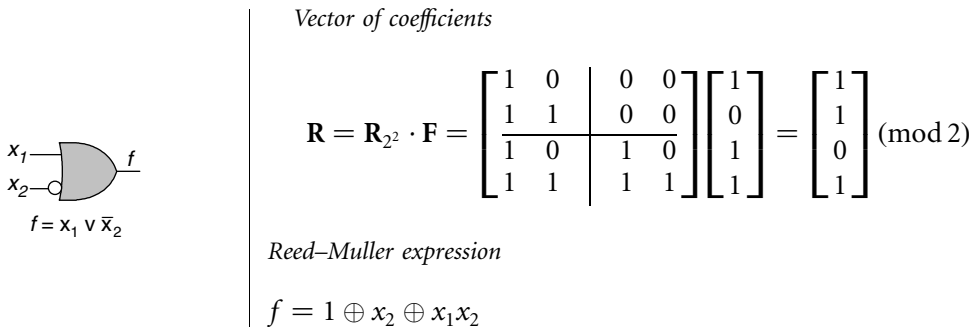 x₁
x₂
f
f = x₁ v x̄₂
Vector of coefficients
R = R₂² · F = [1 0 | 0 0; 1 1 | 0 0; 1 0 | 1 0; 1 1 | 1 1] [1; 0; 1; 1] = [1; 1; 0; 1] (mod 2)
Reed–Muller expression
f = 1 ⊕ x₂ ⊕ x₁x₂